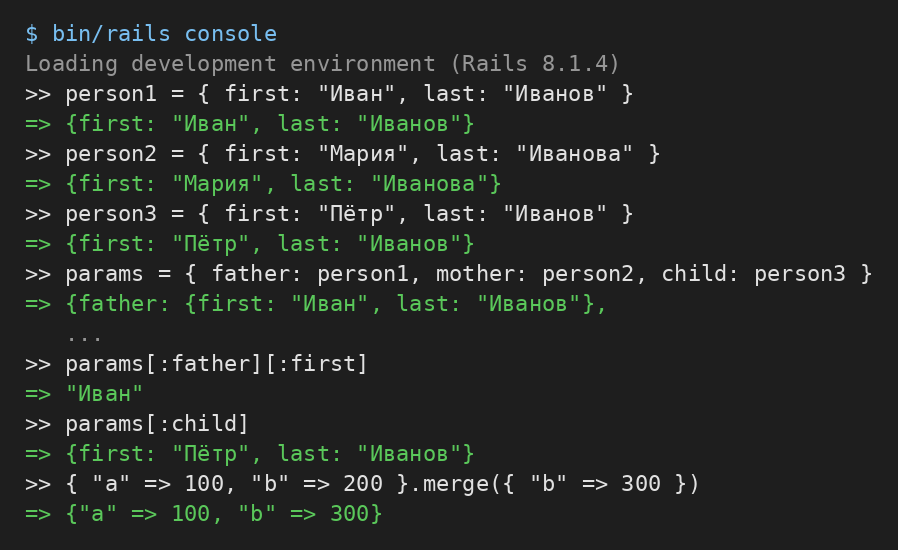 $ bin/rails console
Loading development environment (Rails 8.1.4)
>> person1 = { first: "Иван", last: "Иванов" }
=> {first: "Иван", last: "Иванов"}
>> person2 = { first: "Мария", last: "Иванова" }
=> {first: "Мария", last: "Иванова"}
>> person3 = { first: "Пётр", last: "Иванов" }
=> {first: "Пётр", last: "Иванов"}
>> params = { father: person1, mother: person2, child: person3 }
=> {father: {first: "Иван", last: "Иванов"},
   ...
>> params[:father][:first]
=> "Иван"
>> params[:child]
=> {first: "Пётр", last: "Иванов"}
>> { "a" => 100, "b" => 200 }.merge({ "b" => 300 })
=> {"a" => 100, "b" => 300}